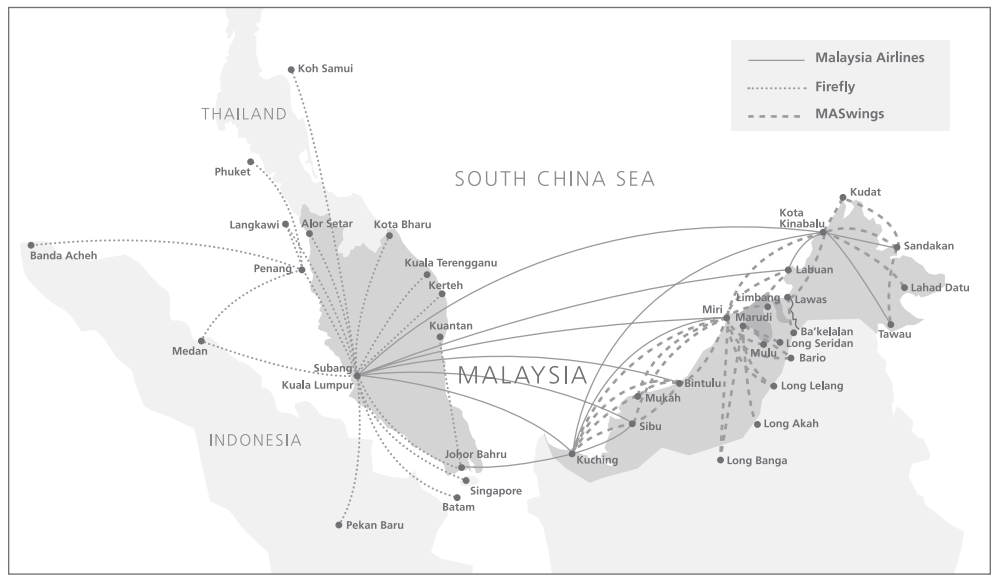 Malaysia Airlines
Firefly
MASwings
Koh Samui
THAILAND
Phuket
SOUTH CHINA SEA
Kudat
Langkawi
Alor Setar
Kota Bharu
Kota
Kinabalu
Sandakan
Banda Acheh
Penang
Kuala Terengganu
Kerteh
Labuan
Lahad Datu
Limbang
Lawas
Miri
Marudi
Kuantan
Ba'kelalan
Tawau
Long Seridan
Medan
Mulu
Bario
Subang
Kuala Lumpur
MALAYSIA
Bintulu
Long Lelang
Mukah
INDONESIA
Sibu
Long Akah
Johor Bahru
Kuching
Long Banga
Singapore
Batam
Pekan Baru